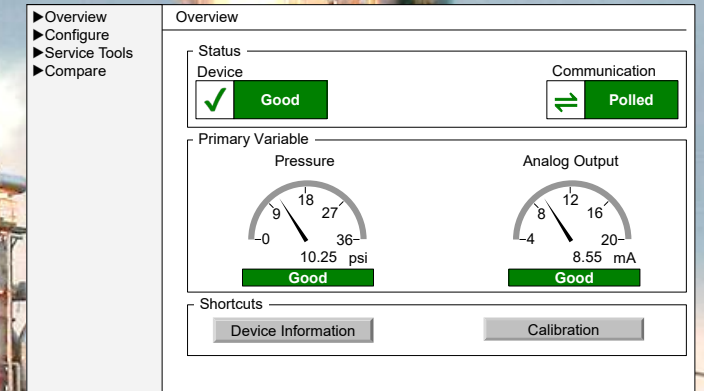 ▶Overview
▶Configure
▶Service Tools
▶Compare
Overview
Status
Device
Communication
Good
Polled
Primary Variable
Pressure
Analog Output
0 9 18 27 36
4 8 12 16 20
10.25 psi
8.55 mA
Good
Good
Shortcuts
Device Information
Calibration